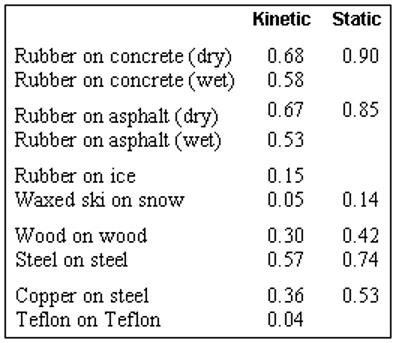 Kinetic Static
Rubber on concrete (dry) 0.68 0.90
Rubber on concrete (wet) 0.58
Rubber on asphalt (dry) 0.67 0.85
Rubber on asphalt (wet) 0.53
Rubber on ice 0.15
Waxed ski on snow 0.05 0.14
Wood on wood 0.30 0.42
Steel on steel 0.57 0.74
Copper on steel 0.36 0.53
Teflon on Teflon 0.04